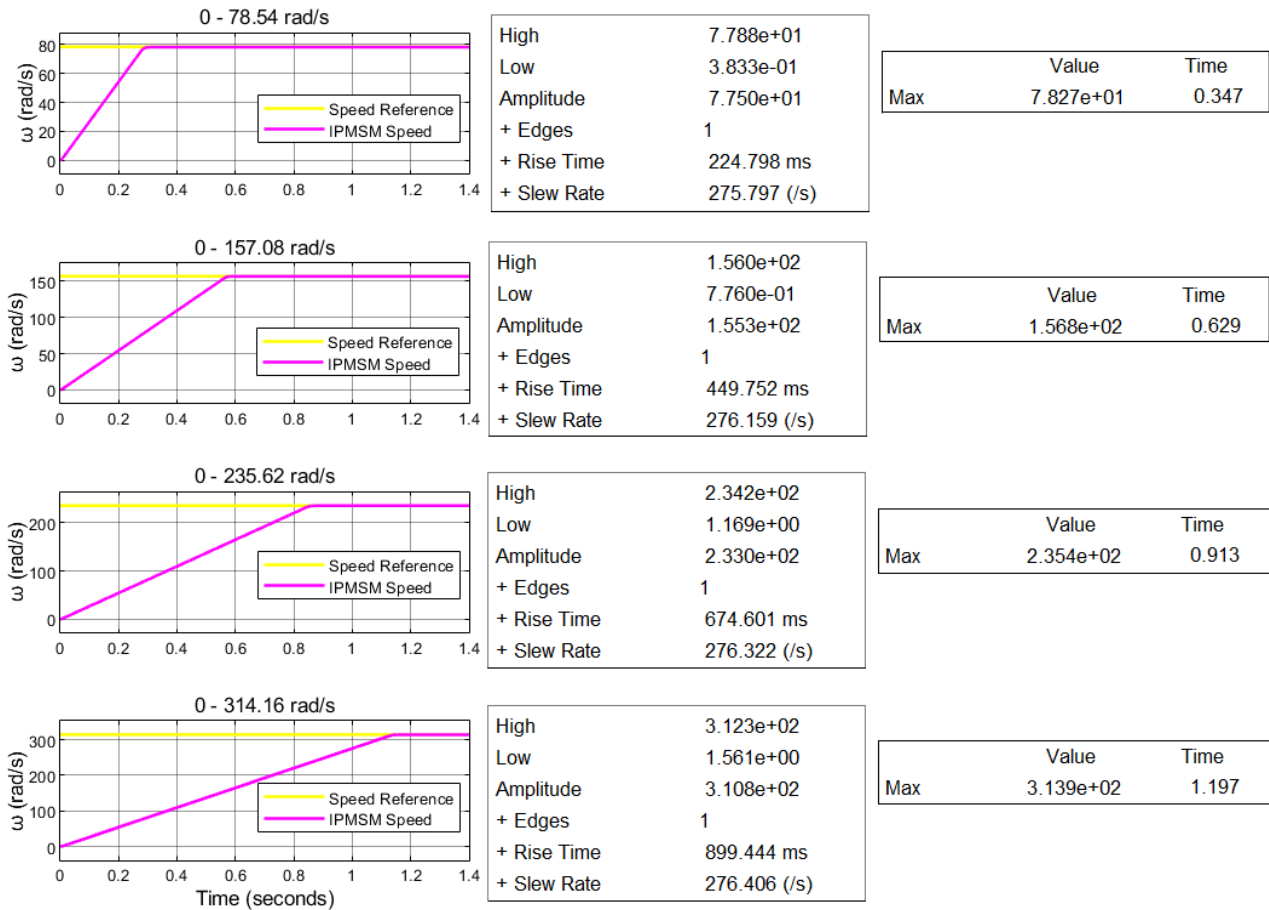 0 - 78.54 rad/s
ω (rad/s)
80
60
40
20
0
Speed Reference
IPMSM Speed
0 0.2 0.4 0.6 0.8 1 1.2 1.4
High 7.788e+01
Low 3.833e-01
Amplitude 7.750e+01
+ Edges 1
+ Rise Time 224.798 ms
+ Slew Rate 275.797 (/s)
Value Time
Max 7.827e+01 0.347
0 - 157.08 rad/s
ω (rad/s)
150
100
50
0
Speed Reference
IPMSM Speed
0 0.2 0.4 0.6 0.8 1 1.2 1.4
High 1.560e+02
Low 7.760e-01
Amplitude 1.553e+02
+ Edges 1
+ Rise Time 449.752 ms
+ Slew Rate 276.159 (/s)
Value Time
Max 1.568e+02 0.629
0 - 235.62 rad/s
ω (rad/s)
200
100
0
Speed Reference
IPMSM Speed
0 0.2 0.4 0.6 0.8 1 1.2 1.4
High 2.342e+02
Low 1.169e+00
Amplitude 2.330e+02
+ Edges 1
+ Rise Time 674.601 ms
+ Slew Rate 276.322 (/s)
Value Time
Max 2.354e+02 0.913
0 - 314.16 rad/s
ω (rad/s)
300
200
100
0
Speed Reference
IPMSM Speed
0 0.2 0.4 0.6 0.8 1 1.2 1.4
Time (seconds)
High 3.123e+02
Low 1.561e+00
Amplitude 3.108e+02
+ Edges 1
+ Rise Time 899.444 ms
+ Slew Rate 276.406 (/s)
Value Time
Max 3.139e+02 1.197